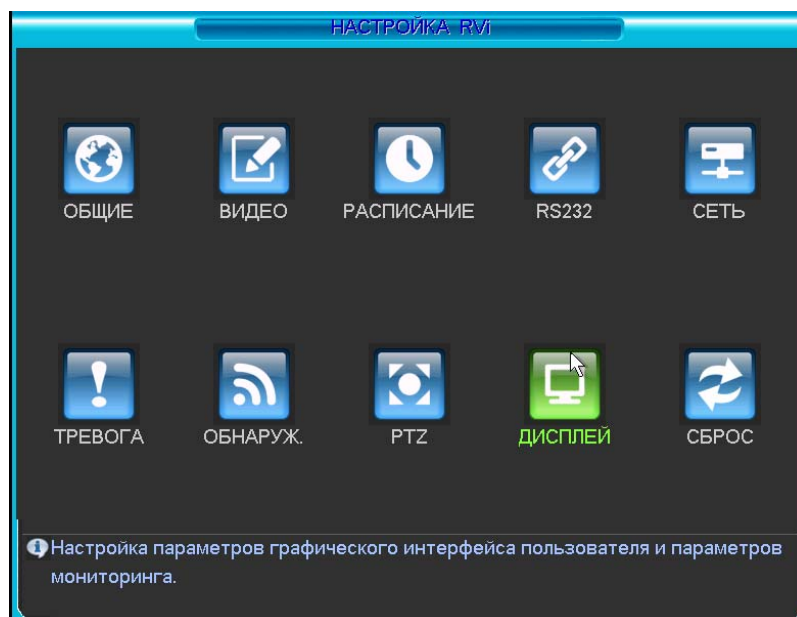 НАСТРОЙКА RVi
ОБЩИЕ
ВИДЕО
РАСПИСАНИЕ
RS232
СЕТЬ
ТРЕВОГА
ОБНАРУЖ.
PTZ
ДИСПЛЕЙ
СБРОС
Настройка параметров графического интерфейса пользователя и параметров
мониторинга.